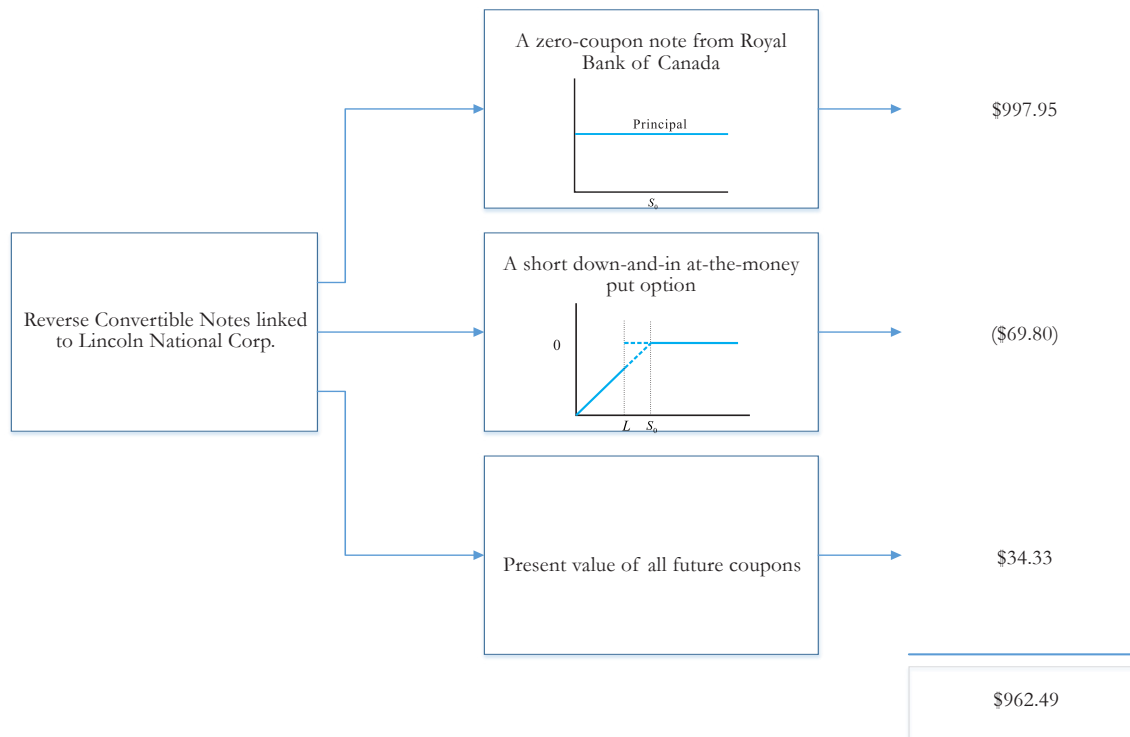 A zero-coupon note from Royal
Bank of Canada
Principal
S₀
$997.95
Reverse Convertible Notes linked
to Lincoln National Corp.
A short down-and-in at-the-money
put option
0
L S₀
($69.80)
Present value of all future coupons
$34.33
$962.49